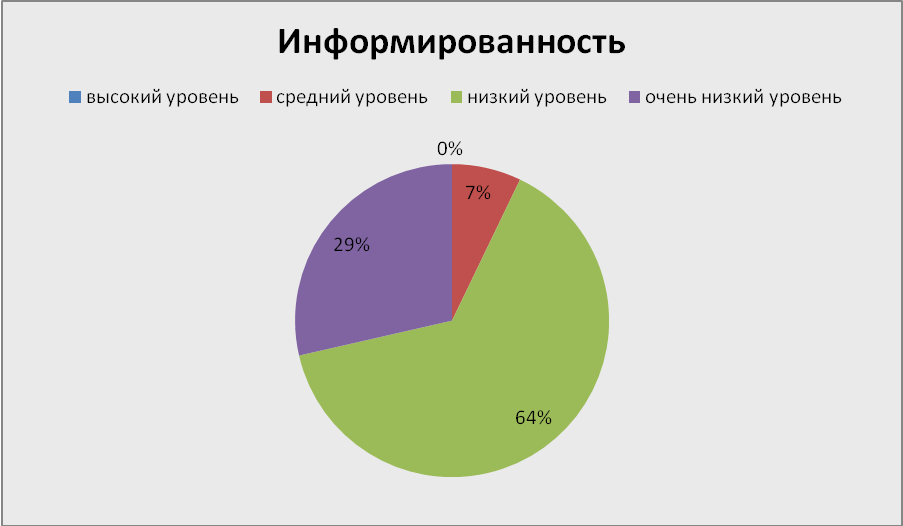 Информированность
высокий уровень средний уровень низкий уровень очень низкий уровень
0%
7%
29%
64%